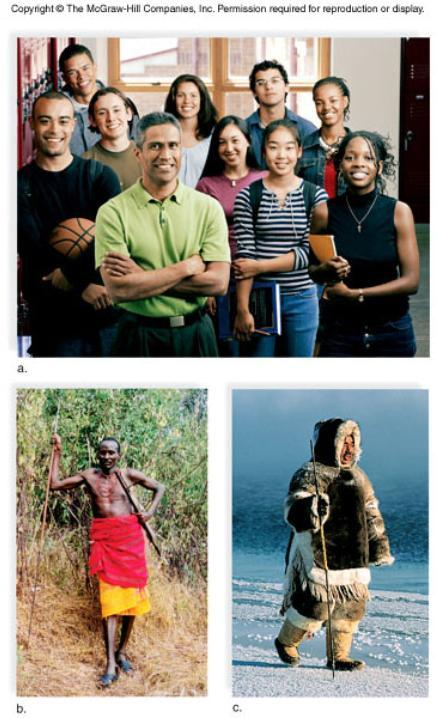 Copyright © The McGraw-Hill Companies, Inc. Permission required for reproduction or display.
a.
b.
c.